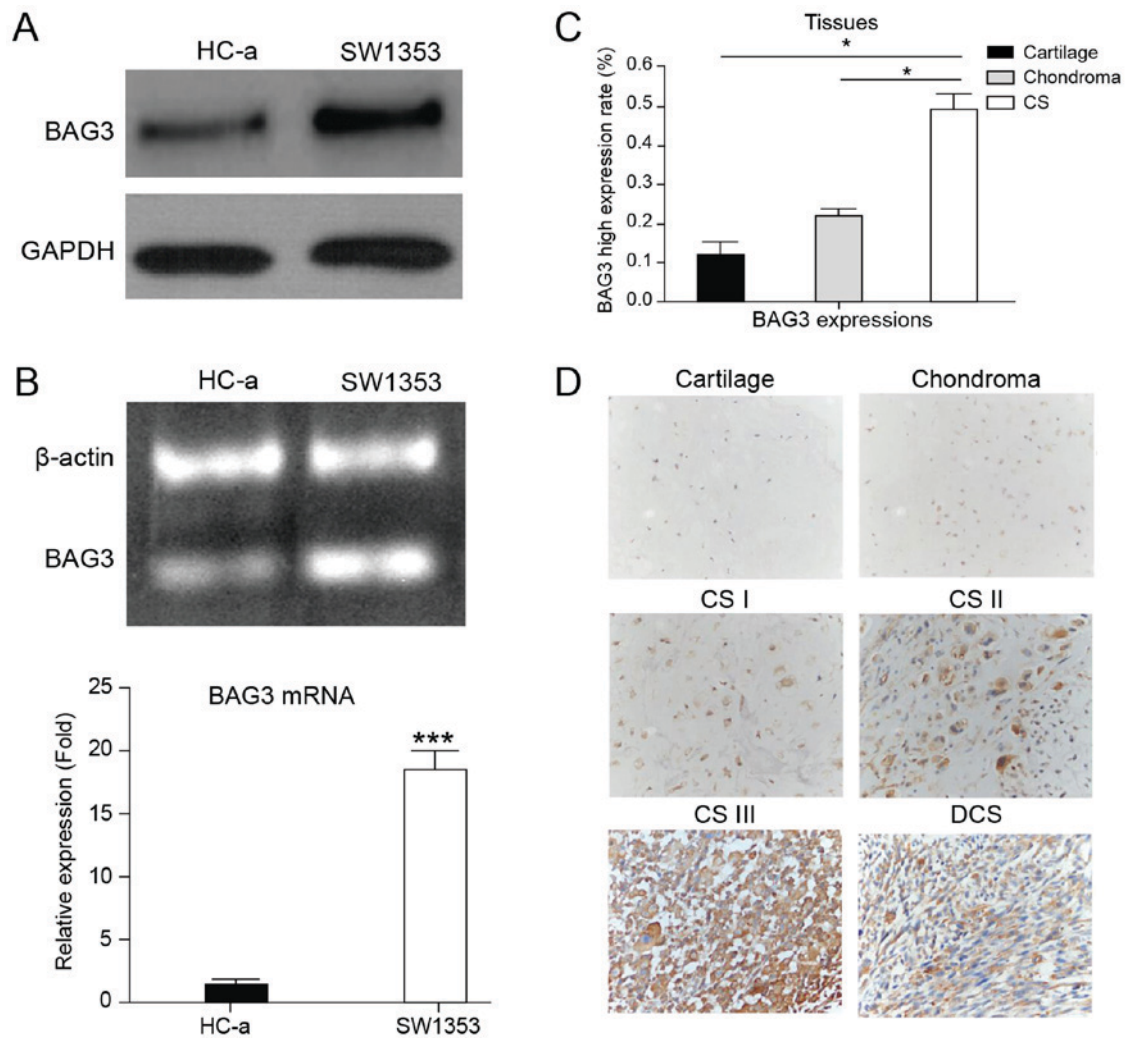 A
HC-a SW1353
BAG3
GAPDH
B
HC-a SW1353
β-actin
BAG3
BAG3 mRNA
Relative expression (Fold)
25
20
15
10
5
0
***
HC-a SW1353
C
Tissues
*
*
Cartilage
Chondroma
CS
BAG3 high expression rate (%)
0.6
0.5
0.4
0.3
0.2
0.1
0.0
BAG3 expressions
D
Cartilage Chondroma
CS I CS II
CS III DCS